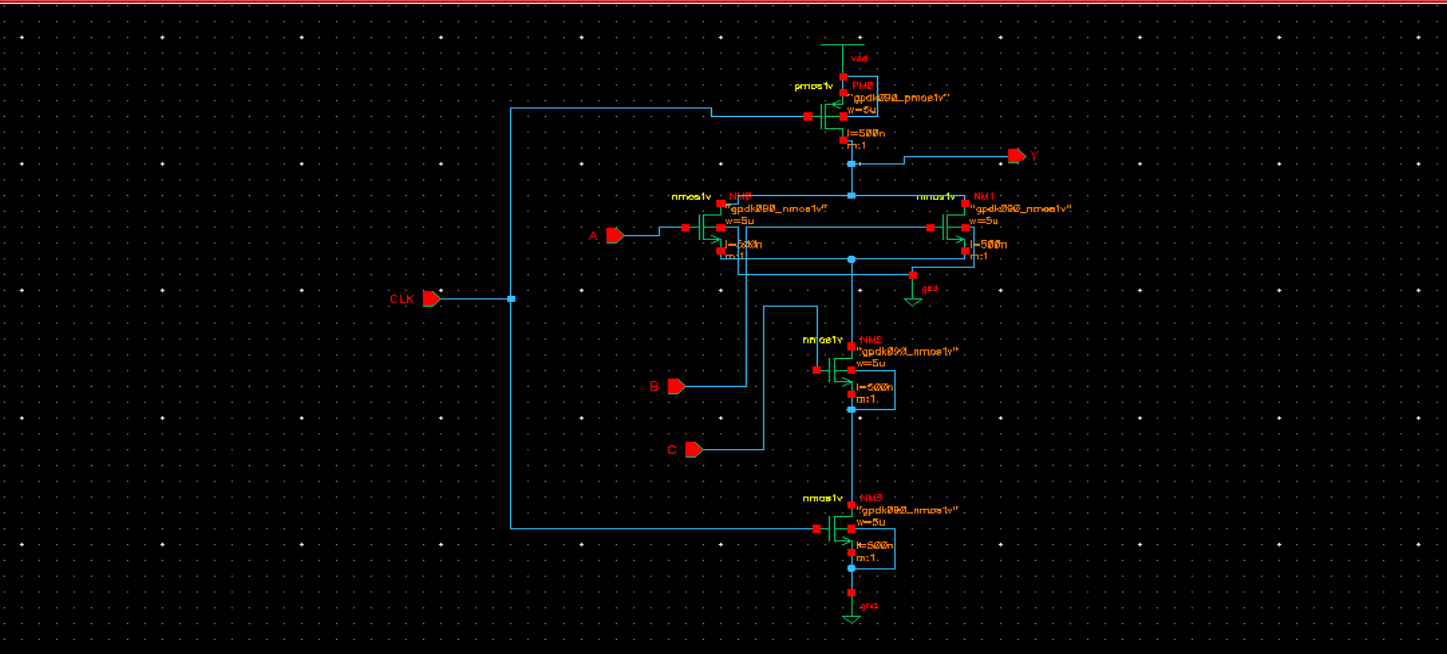 vdd
pmos1v
PM0
"gpdk090_pmos1v"
w=5u
l=500n
m:1
Y
nmos1v
NM0
"gpdk090_nmos1v"
w=5u
l=500n
m:1
nmos1v
NM1
"gpdk090_nmos1v"
w=5u
l=500n
m:1
A
gnd
CLK
nmos1v
NM2
"gpdk090_nmos1v"
w=5u
l=500n
m:1
B
C
nmos1v
NM3
"gpdk090_nmos1v"
w=5u
l=500n
m:1
gnd